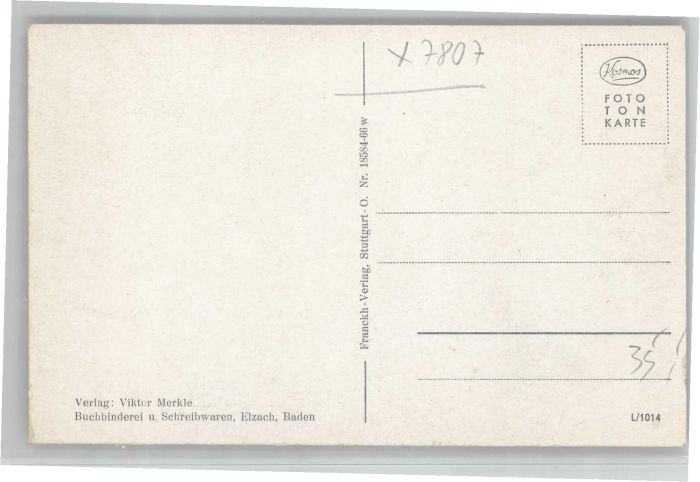 x 7807
Kosmos
FOTO
TON
KARTE
Franckh-Verlag, Stuttgart-O. Nr. 18584-66 w
35
Verlag: Viktor Merkle
Buchbinderei u. Schreibwaren, Elzach, Baden
L/1014